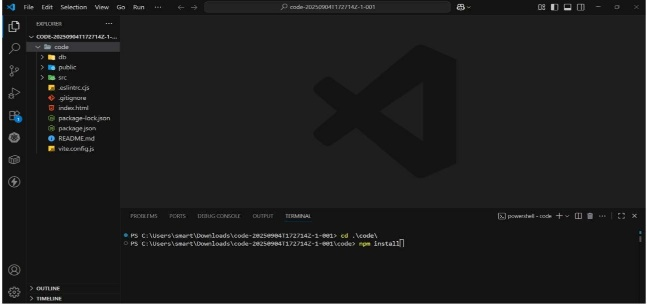 File Edit Selection View Go Run ··· code-20250904T172714Z-1-001
EXPLORER ···
CODE-20250904T172714Z-1-...
code
db
public
src
.eslintrc.cjs
.gitignore
index.html
package-lock.json
package.json
README.md
vite.config.js
PROBLEMS PORTS DEBUG CONSOLE OUTPUT TERMINAL powershell - code
PS C:\Users\smart\Downloads\code-20250904T172714Z-1-001> cd .\code\
PS C:\Users\smart\Downloads\code-20250904T172714Z-1-001\code> npm install
OUTLINE
TIMELINE